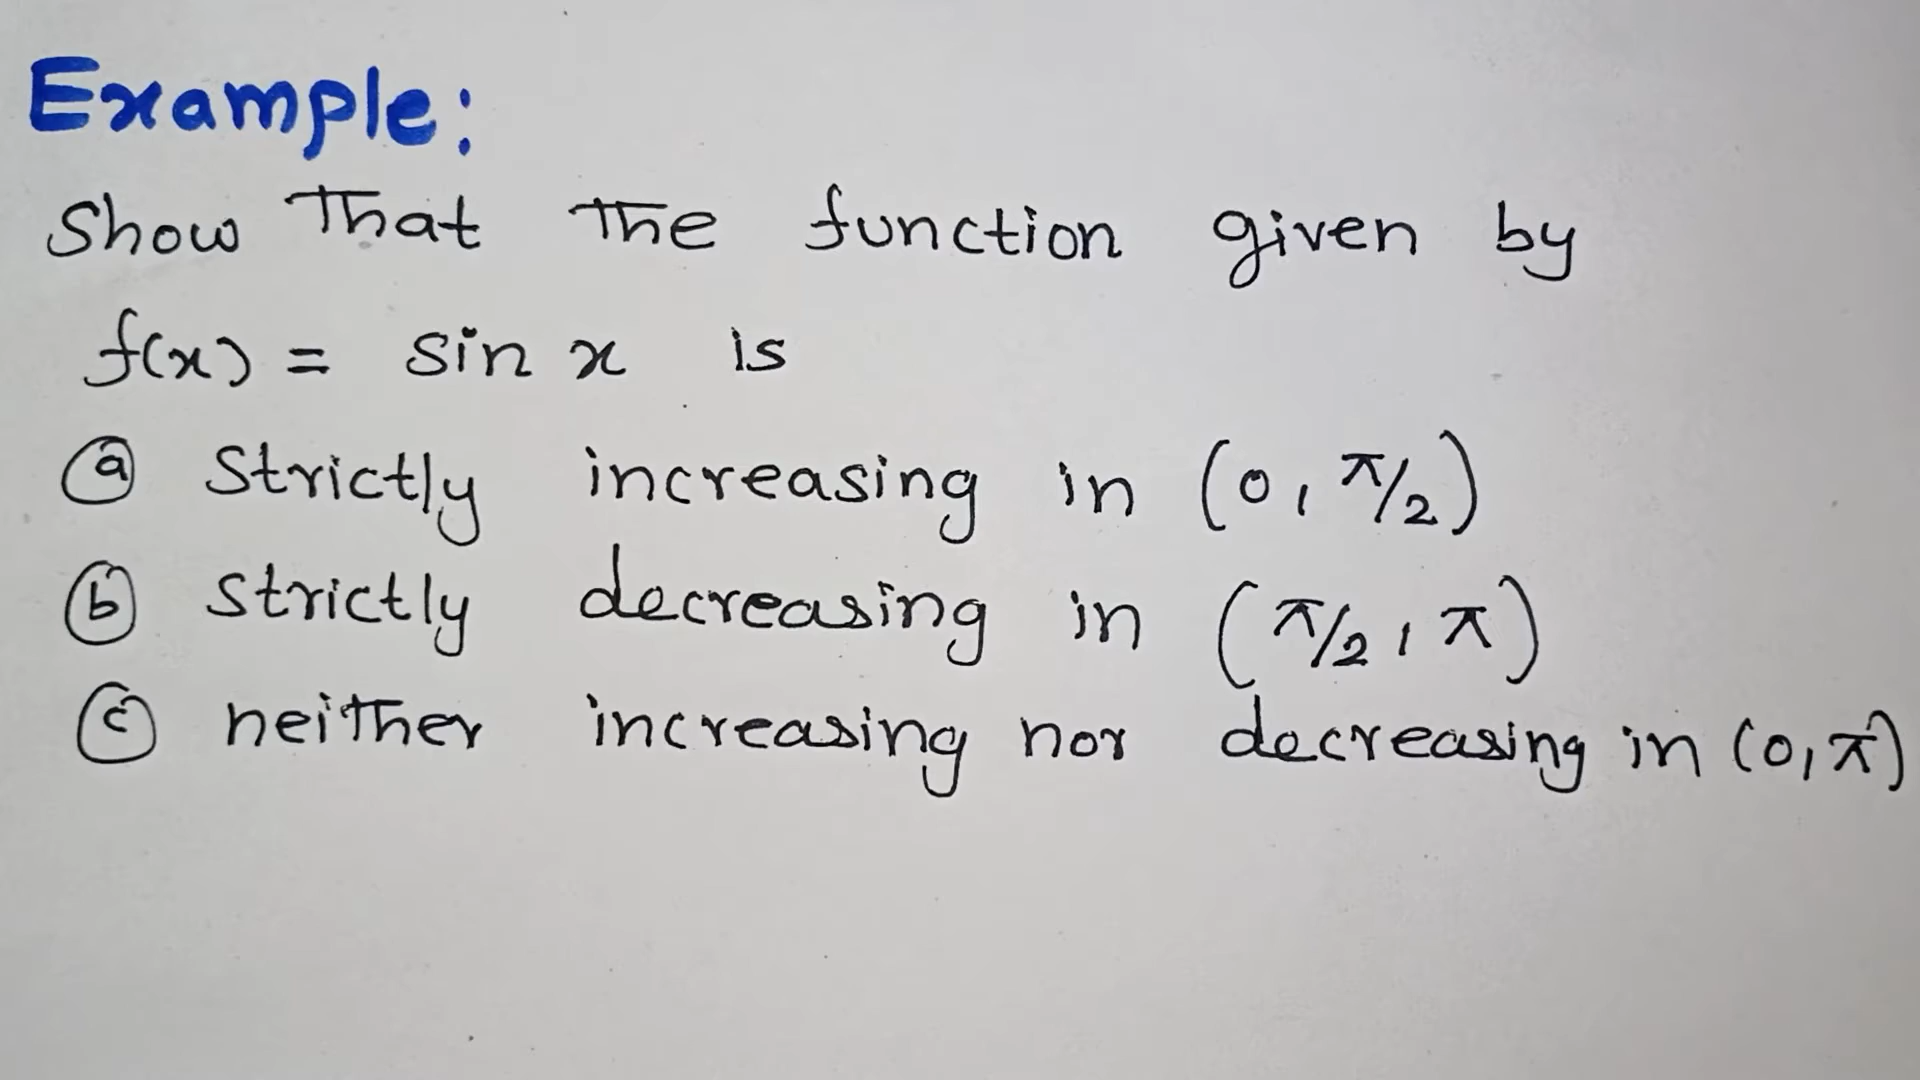 Example:
Show That The function given by
f(x) = sin x is
ⓐ Strictly increasing in (0, π/2)
ⓑ Strictly decreasing in (π/2, π)
ⓒ neither increasing nor decreasing in (0, π)